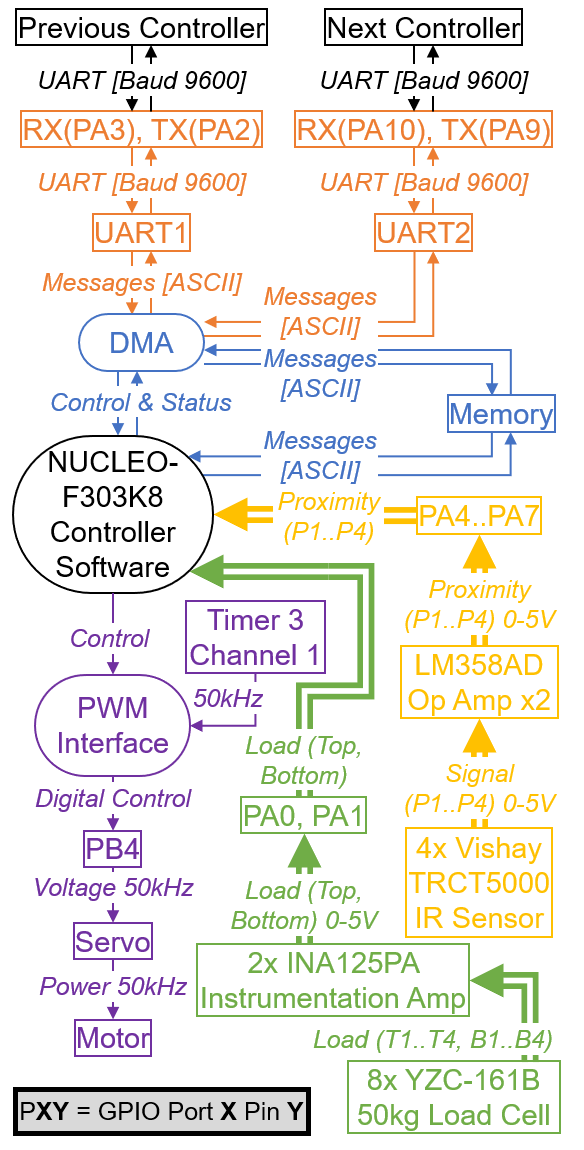 Previous Controller
Next Controller
UART [Baud 9600]
UART [Baud 9600]
RX(PA3), TX(PA2)
RX(PA10), TX(PA9)
UART [Baud 9600]
UART [Baud 9600]
UART1
UART2
Messages [ASCII]
Messages
[ASCII]
DMA
Messages
[ASCII]
Control & Status
Memory
Messages
[ASCII]
NUCLEO-
F303K8
Controller
Software
Proximity
(P1..P4)
PA4..PA7
Proximity
(P1..P4) 0-5V
Control
Timer 3
Channel 1
LM358AD
Op Amp x2
50kHz
PWM
Interface
Load (Top,
Bottom)
Signal
(P1..P4) 0-5V
Digital Control
PA0, PA1
PB4
4x Vishay
TRCT5000
IR Sensor
Voltage 50kHz
Load (Top,
Bottom) 0-5V
Servo
2x INA125PA
Instrumentation Amp
Power 50kHz
Motor
Load (T1..T4, B1..B4)
8x YZC-161B
50kg Load Cell
PXY = GPIO Port X Pin Y